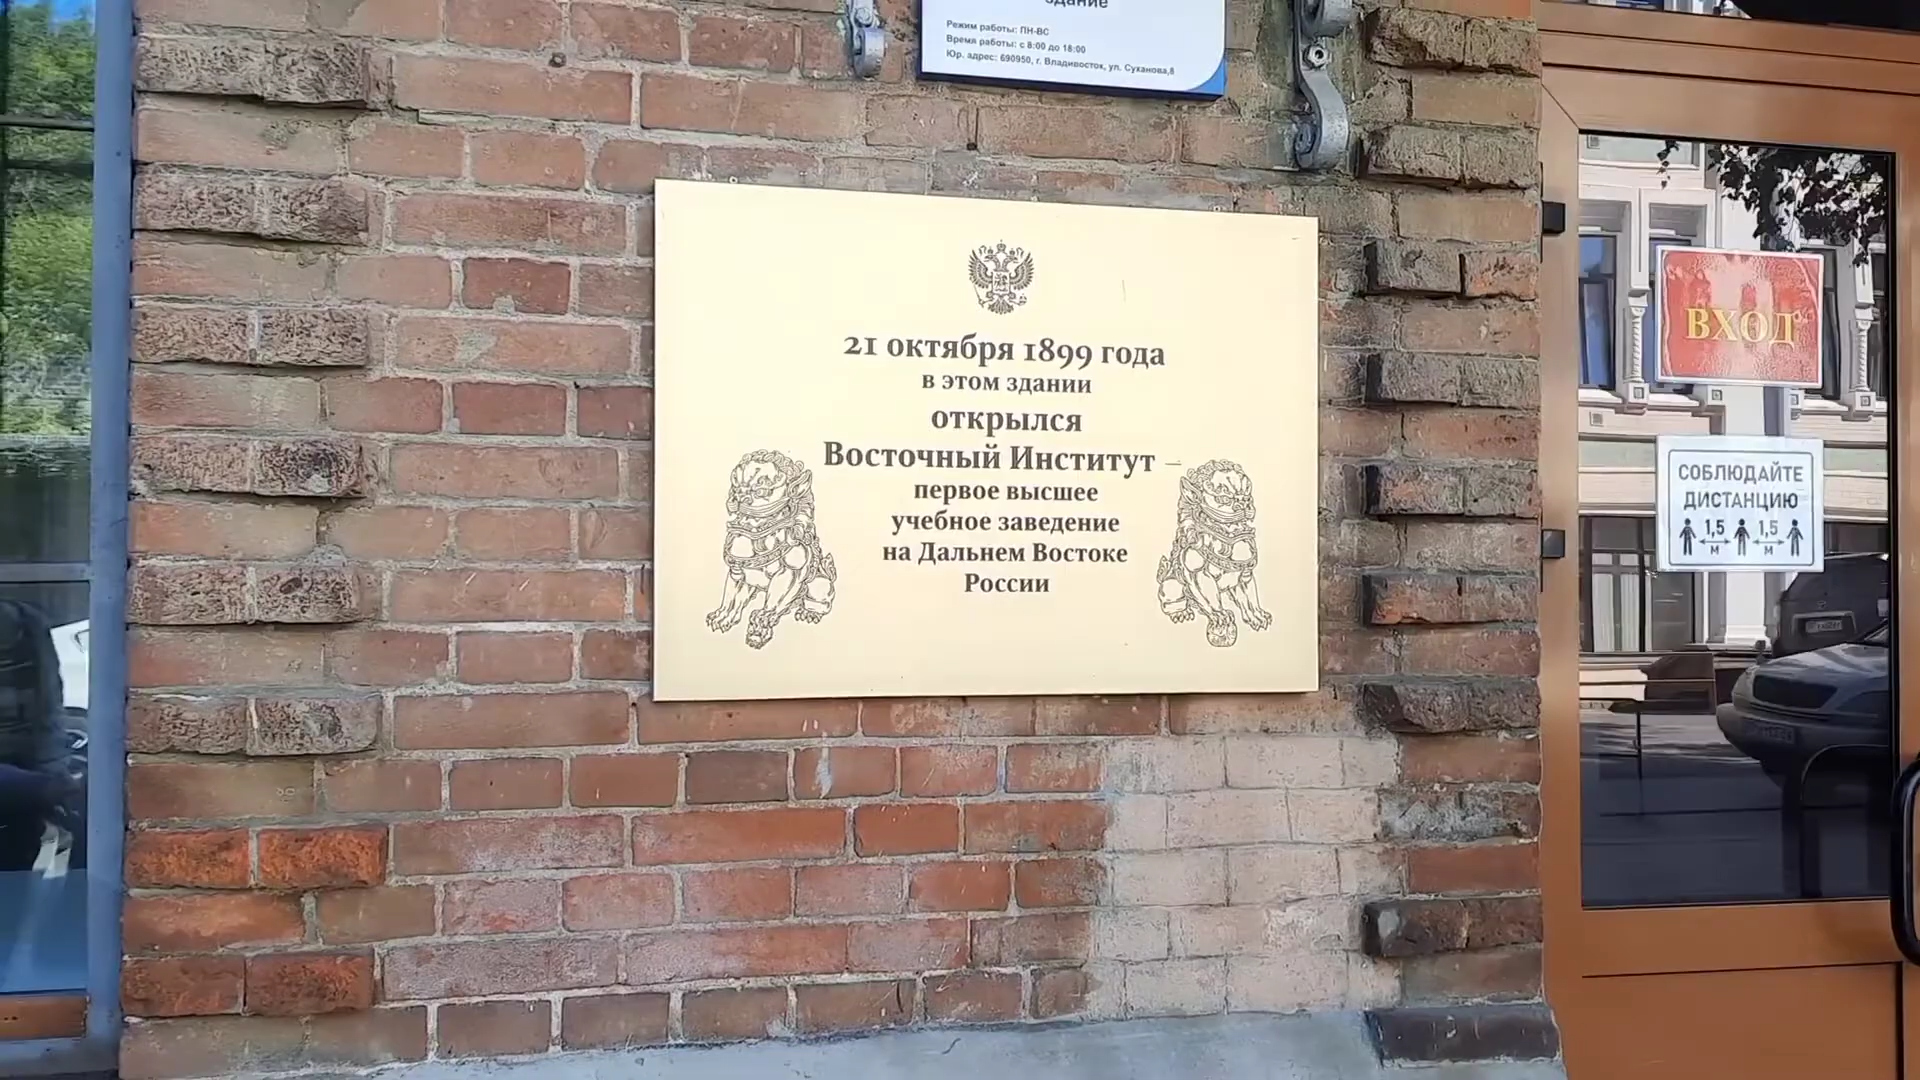 здание
Режим работы: ПН-ВС
Время работы: с 8:00 до 18:00
Юр. адрес: 690950, г. Владивосток, ул. Суханова,8
21 октября 1899 года
в этом здании
открылся
Восточный Институт –
первое высшее
учебное заведение
на Дальнем Востоке
России
ВХОД
СОБЛЮДАЙТЕ
ДИСТАНЦИЮ
1,5 1,5
м м